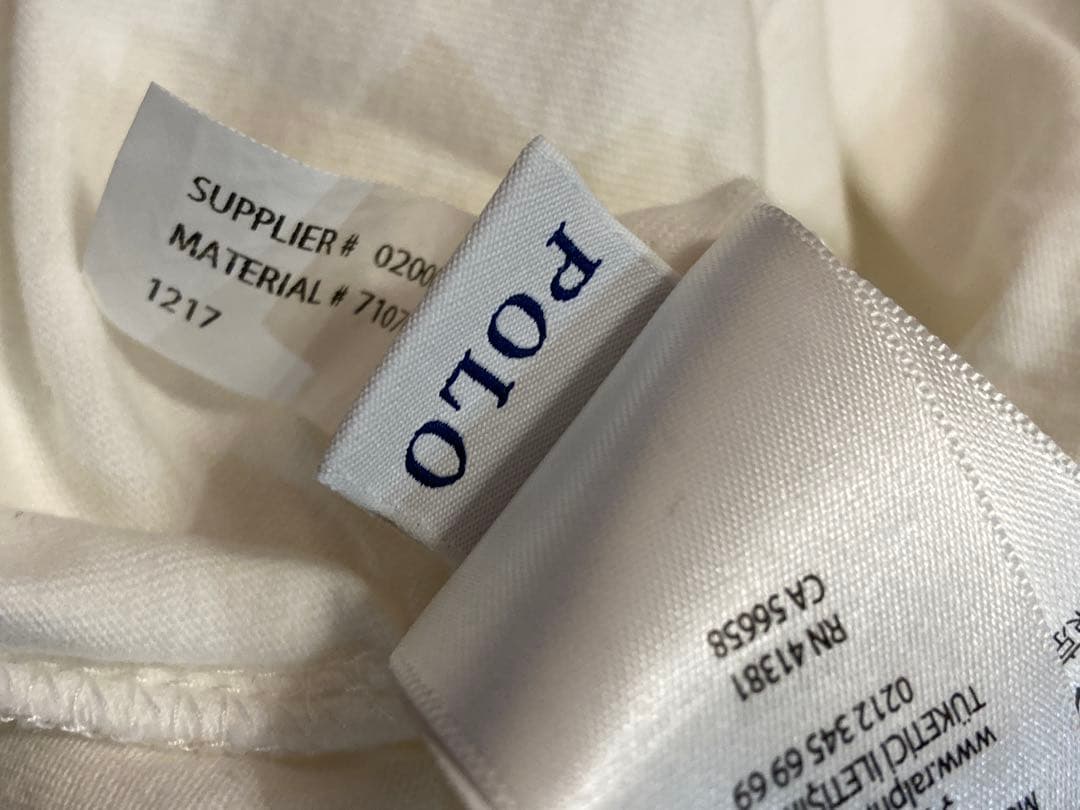 SUPPLIER# 0200
MATERIAL # 7107
1217
POLO
www.ralph
TÜKETİCİ İLETİŞİM
0212 345 69 69
RN 41381
CA 56658